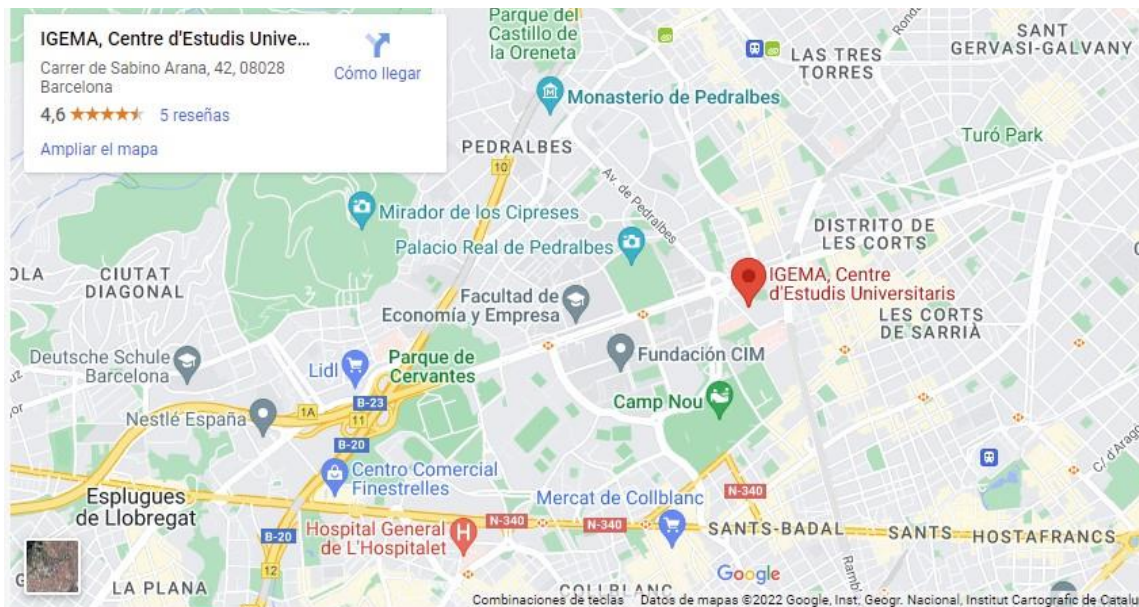 IGEMA, Centre d'Estudis Unive...
Carrer de Sabino Arana, 42, 08028
Barcelona
4,6
5 reseñas
Ampliar el mapa
Cómo llegar
Parque del
Castillo de
la Oreneta
LAS TRES
TORRES
SANT
GERVASI-GALVANY
Monasterio de Pedralbes
PEDRALBES
10
Turó Park
Av. de Pedralbes
Mirador de los Cipreses
Palacio Real de Pedralbes
DISTRITO DE
LES CORTS
OLA
CIUTAT
DIAGONAL
IGEMA, Centre
d'Estudis Universitaris
Facultad de
Economía y Empresa
LES CORTS
DE SARRIÀ
Deutsche Schule
Barcelona
Lidl
Parque de
Cervantes
Fundación CIM
Camp Nou
B-23
1A
11
Nestlé España
B-20
C/ d'Arag
Centro Comercial
Finestrelles
Esplugues
de Llobregat
Mercat de Collblanc
N-340
N-340
N-340
B-20
Hospital General
de L'Hospitalet
H
SANTS-BADAL
SANTS
HOSTAFRANCS
12
LA PLANA
COLLBLANC
Google
Combinaciones de teclas
Datos de mapas ©2022 Google, Inst. Geogr. Nacional, Institut Cartogràfic de Catalu